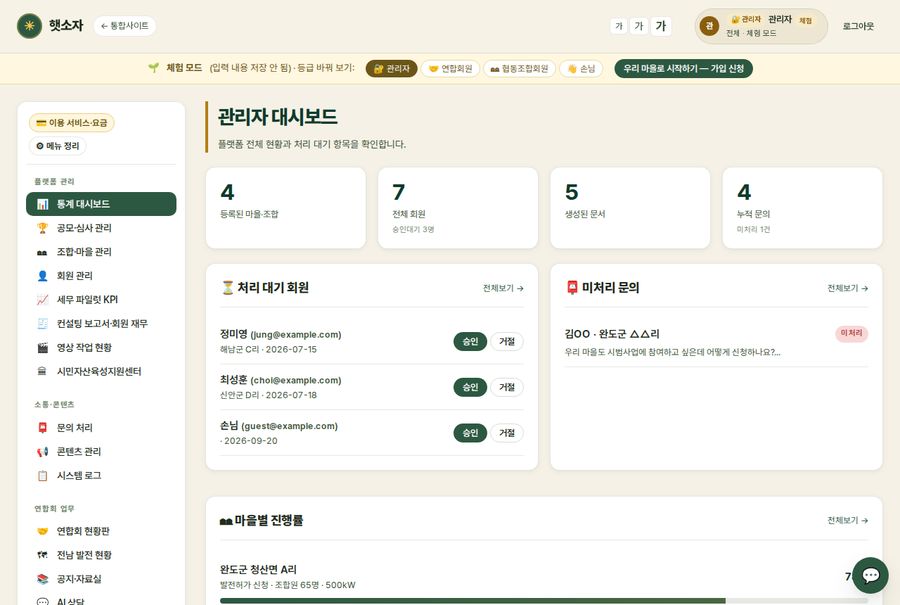 햇소자
← 통합사이트
가 가 가
관
🔐 관리자 관리자 체험
전체 · 체험 모드
로그아웃
🌱 체험 모드 (입력 내용 저장 안 됨) · 등급 바꿔 보기: 🔐 관리자 🤝 연합회원 🏘 협동조합회원 👋 손님 우리 마을로 시작하기 — 가입 신청
💳 이용 서비스·요금
⚙ 메뉴 정리
플랫폼 관리
📊 통계 대시보드
🏆 공모·심사 관리
🏘 조합·마을 관리
👤 회원 관리
📈 세무 파일럿 KPI
🧾 컨설팅 보고서·회원 재무
🎬 영상 작업 현황
🏛 시민자산육성지원센터
소통·콘텐츠
📮 문의 처리
📢 콘텐츠 관리
📋 시스템 로그
연합회 업무
🤝 연합회 현황판
🗺 전남 발전 현황
📚 공지·자료실
💬 AI 상담
관리자 대시보드
플랫폼 전체 현황과 처리 대기 항목을 확인합니다.
4
등록된 마을·조합
7
전체 회원
승인대기 3명
5
생성된 문서
4
누적 문의
미처리 1건
⏳ 처리 대기 회원
전체보기 →
정미영 (jung@example.com)
해남군 C리 · 2026-07-15
승인 거절
최성훈 (choi@example.com)
신안군 D리 · 2026-07-18
승인 거절
손님 (guest@example.com)
· 2026-09-20
승인 거절
📮 미처리 문의
전체보기 →
김OO · 완도군 △△리
미처리
우리 마을도 시범사업에 참여하고 싶은데 어떻게 신청하나요?...
🏘 마을별 진행률
전체보기 →
완도군 청산면 A리
발전허가 신청 · 조합원 65명 · 500kW